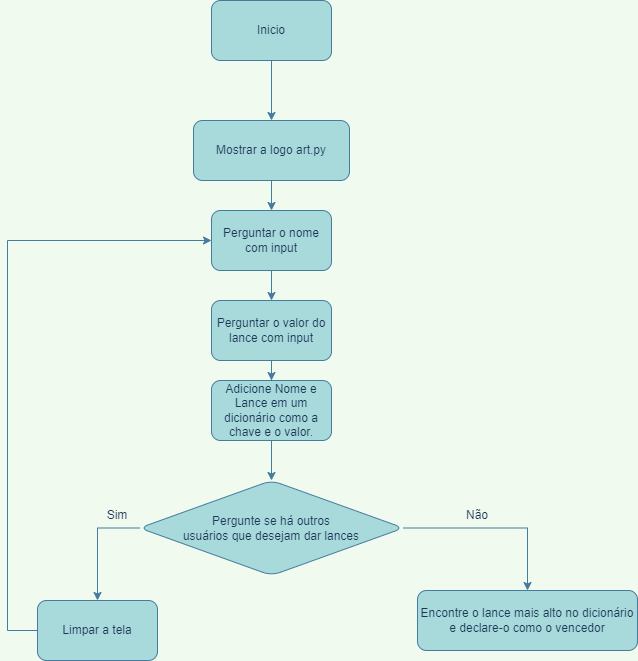 Inicio
Mostrar a logo art.py
Perguntar o nome
com input
Perguntar o valor do
lance com input
Adicione Nome e
Lance em um
dicionário como a
chave e o valor.
Pergunte se há outros
usuários que desejam dar lances
Sim
Não
Limpar a tela
Encontre o lance mais alto no dicionário
e declare-o como o vencedor